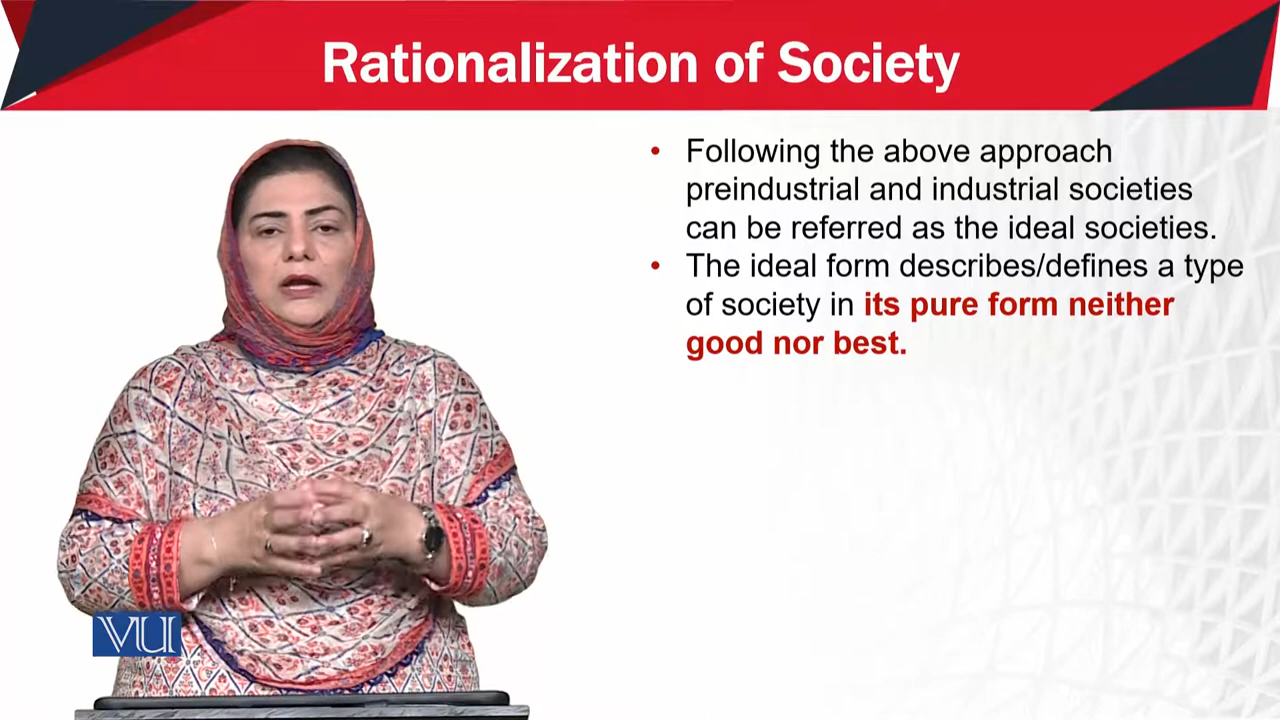 Rationalization of Society
• Following the above approach
preindustrial and industrial societies
can be referred as the ideal societies.
• The ideal form describes/defines a type
of society in its pure form neither
good nor best.
VU